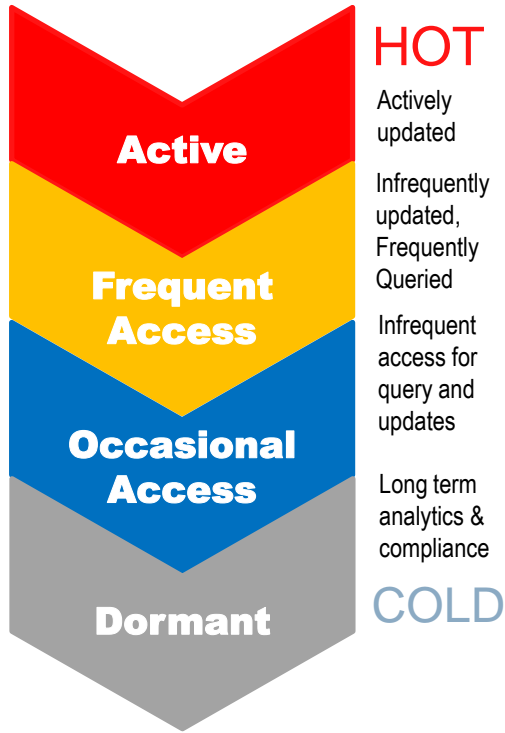 HOT
Actively
updated
Active
Infrequently
updated,
Frequently
Queried
Frequent
Access
Infrequent
access for
query and
updates
Occasional
Access
Long term
analytics &
compliance
Dormant
COLD